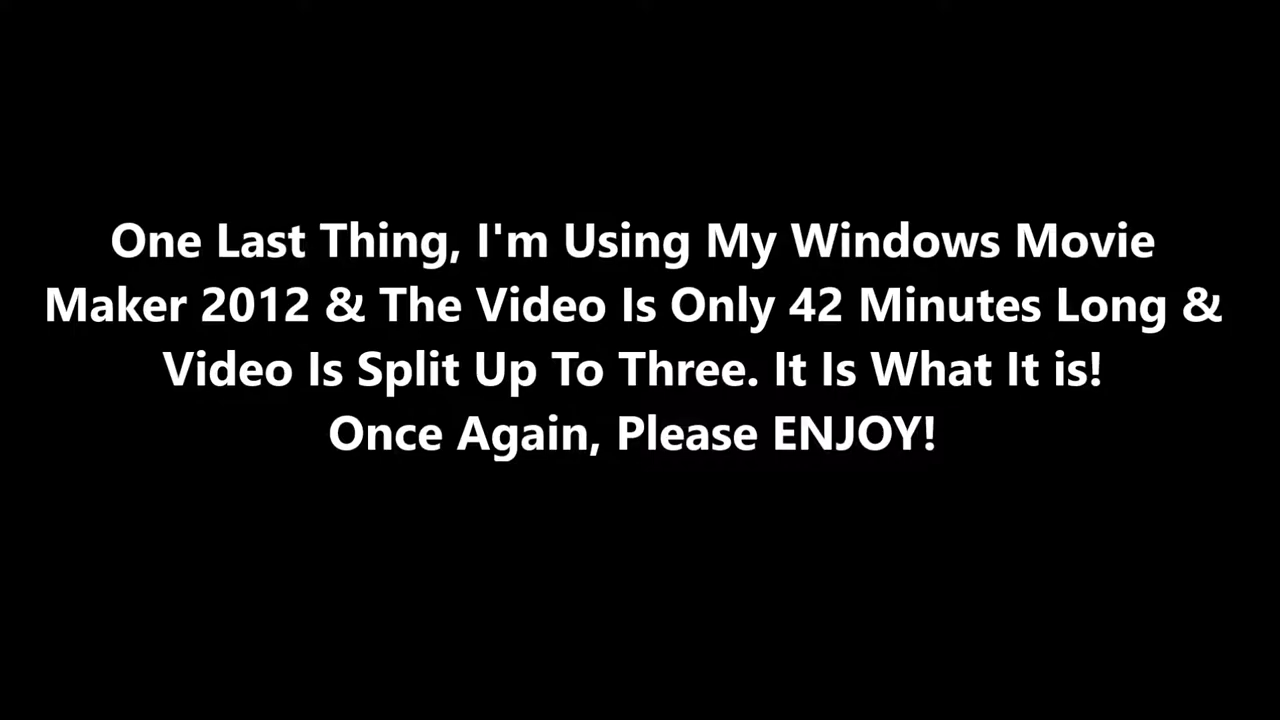 One Last Thing, I'm Using My Windows Movie
Maker 2012 & The Video Is Only 42 Minutes Long &
Video Is Split Up To Three. It Is What It is!
Once Again, Please ENJOY!